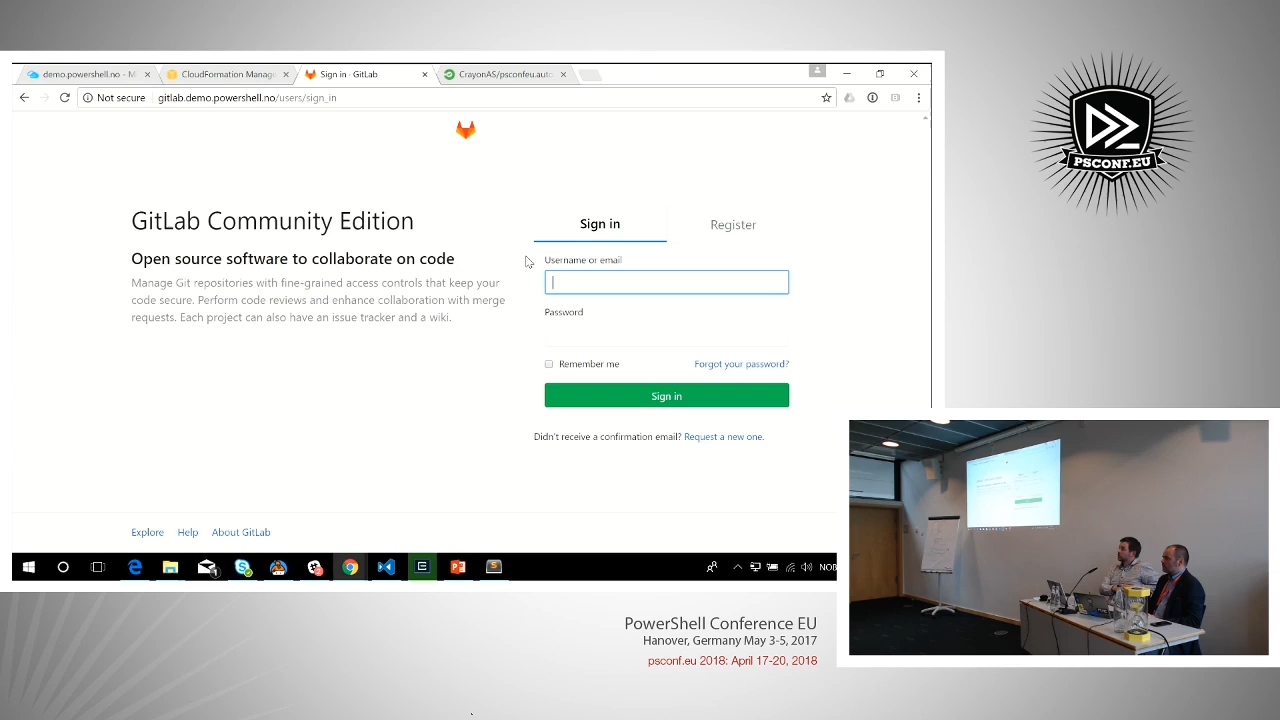 demo.powershell.no - M
CloudFormation Manage
Sign in · GitLab
CrayonAS/psconfeu.auto
Not secure
gitlab.demo.powershell.no/users/sign_in
GitLab Community Edition
Open source software to collaborate on code
Manage Git repositories with fine-grained access controls that keep your
code secure. Perform code reviews and enhance collaboration with merge
requests. Each project can also have an issue tracker and a wiki.
Sign in
Register
Username or email
Password
Remember me
Forgot your password?
Sign in
Didn't receive a confirmation email? Request a new one.
Explore
Help
About GitLab
NOB
PSCONF.EU
PowerShell Conference EU
Hanover, Germany May 3-5, 2017
psconf.eu 2018: April 17-20, 2018